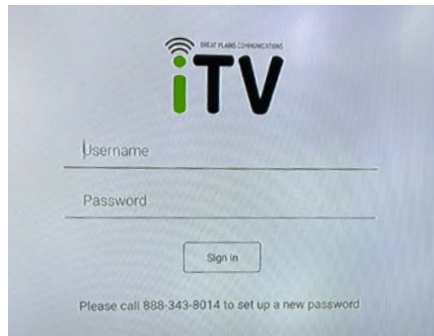 GREAT PLAINS COMMUNICATIONS
iTV
Username
Password
Sign in
Please call 888-343-8014 to set up a new password